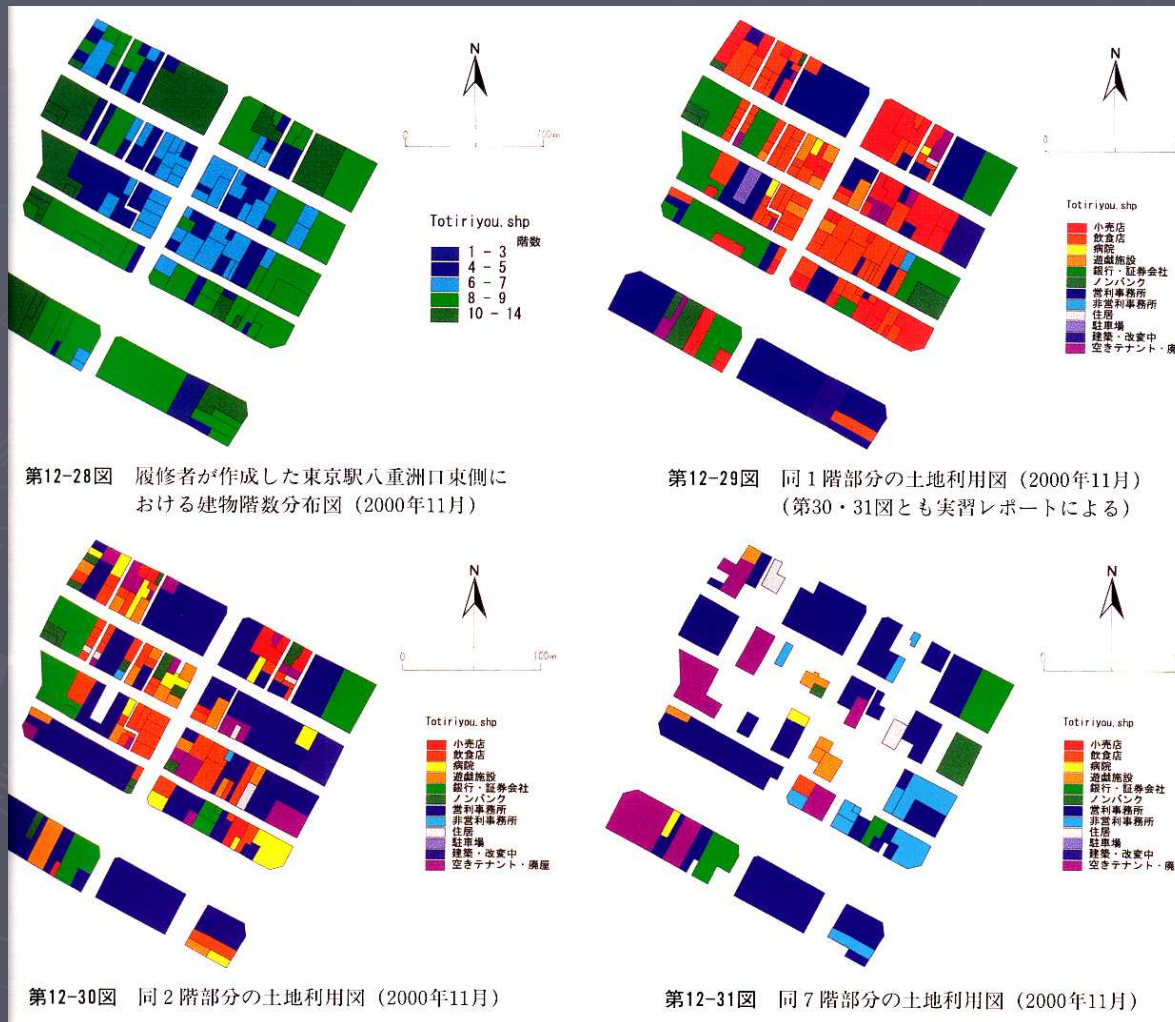 N
0 100m
Totiriyou.shp
階数
1 - 3
4 - 5
6 - 7
8 - 9
10 - 14
第12-28図 履修者が作成した東京駅八重洲口東側に
おける建物階数分布図（2000年11月）
N
0
Totiriyou.shp
小売店
飲食店
病院
遊戯施設
銀行・証券会社
ノンバンク
営利事務所
非営利事務所
住居
駐車場
建築・改変中
空きテナント・廃
第12-29図 同1階部分の土地利用図（2000年11月）
（第30・31図とも実習レポートによる）
N
0 100m
Totiriyou.shp
小売店
飲食店
病院
遊戯施設
銀行・証券会社
ノンバンク
営利事務所
非営利事務所
住居
駐車場
建築・改変中
空きテナント・廃屋
第12-30図 同2階部分の土地利用図（2000年11月）
N
0
Totiriyou.shp
小売店
飲食店
病院
遊戯施設
銀行・証券会社
ノンバンク
営利事務所
非営利事務所
住居
駐車場
建築・改変中
空きテナント・廃
第12-31図 同7階部分の土地利用図（2000年11月）